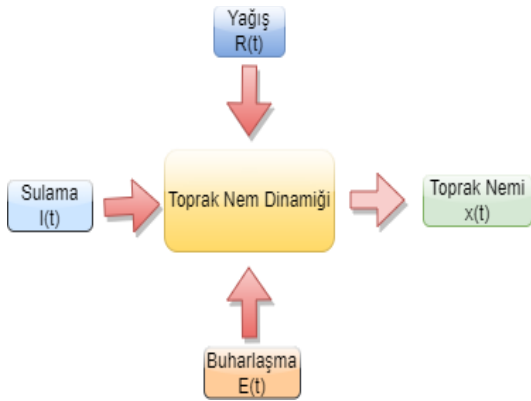 Yağış
R(t)
Sulama
I(t)
Toprak Nem Dinamiği
Toprak Nemi
x(t)
Buharlaşma
E(t)